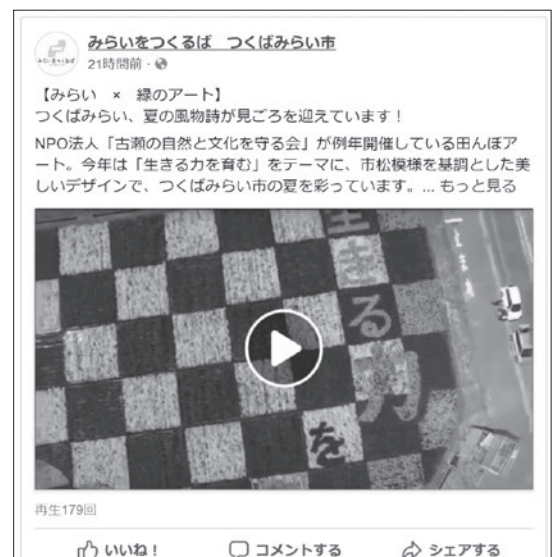 みらいをつくるば　つくばみらい市
21時間前・
【みらい　×　緑のアート】
つくばみらい、夏の風物詩が見ごろを迎えています！
NPO法人「古瀬の自然と文化を守る会」が例年開催している田んぼア
ート。今年は「生きる力を育む」をテーマに、市松模様を基調とした美
しいデザインで、つくばみらい市の夏を彩っています。... もっと見る
生きる力を
再生179回
いいね！　コメントする　シェアする